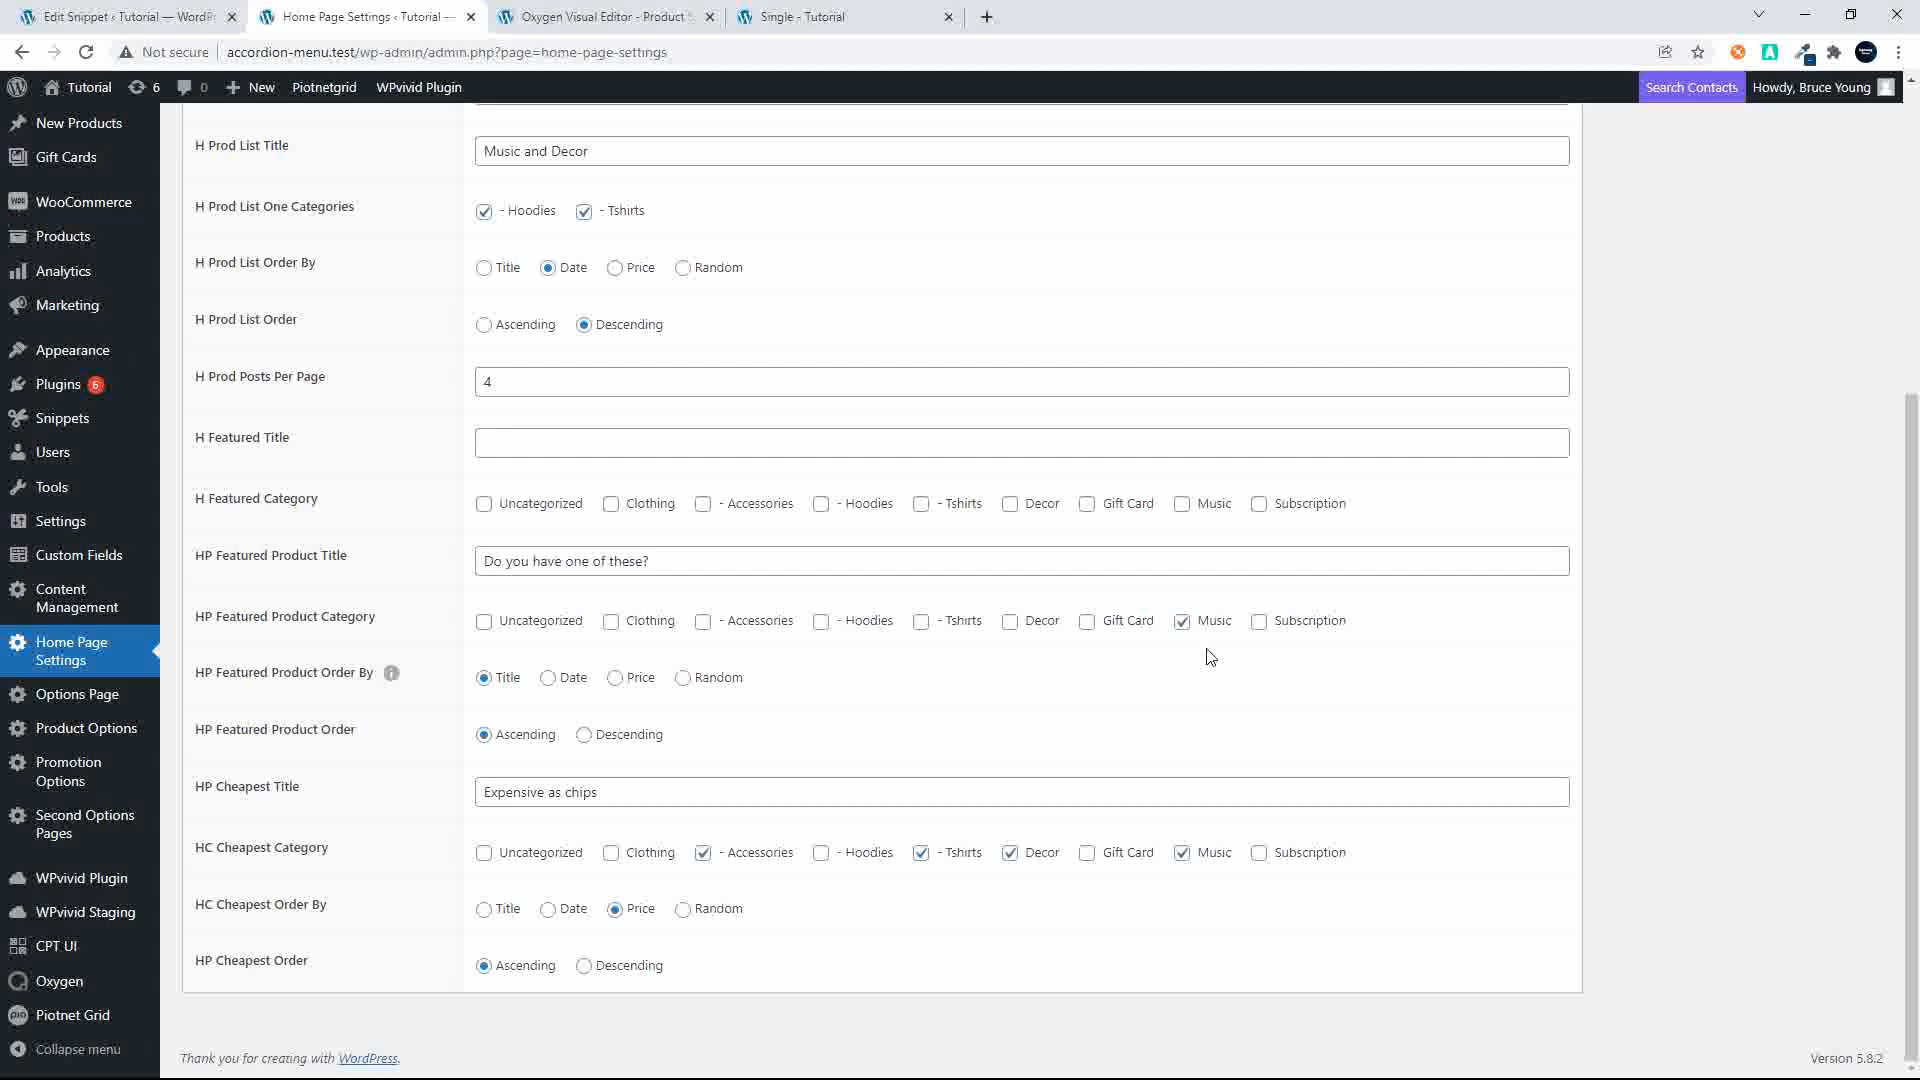 Edit Snippet ‹ Tutorial — WordPr
Home Page Settings ‹ Tutorial —
Oxygen Visual Editor - Product
Single - Tutorial
Not secure
accordion-menu.test/wp-admin/admin.php?page=home-page-settings
Tutorial
6
0
New
Piotnetgrid
WPvivid Plugin
Search Contacts
Howdy, Bruce Young
New Products
Gift Cards
WooCommerce
Products
Analytics
Marketing
Appearance
Plugins 6
Snippets
Users
Tools
Settings
Custom Fields
Content
Management
Home Page
Settings
Options Page
Product Options
Promotion
Options
Second Options
Pages
WPvivid Plugin
WPvivid Staging
CPT UI
Oxygen
Piotnet Grid
Collapse menu
H Prod List Title
Music and Decor
H Prod List One Categories
- Hoodies - Tshirts
H Prod List Order By
Title Date Price Random
H Prod List Order
Ascending Descending
H Prod Posts Per Page
4
H Featured Title
H Featured Category
Uncategorized Clothing - Accessories - Hoodies - Tshirts Decor Gift Card Music Subscription
HP Featured Product Title
Do you have one of these?
HP Featured Product Category
Uncategorized Clothing - Accessories - Hoodies - Tshirts Decor Gift Card Music Subscription
HP Featured Product Order By
Title Date Price Random
HP Featured Product Order
Ascending Descending
HP Cheapest Title
Expensive as chips
HC Cheapest Category
Uncategorized Clothing - Accessories - Hoodies - Tshirts Decor Gift Card Music Subscription
HC Cheapest Order By
Title Date Price Random
HP Cheapest Order
Ascending Descending
Thank you for creating with WordPress.
Version 5.8.2